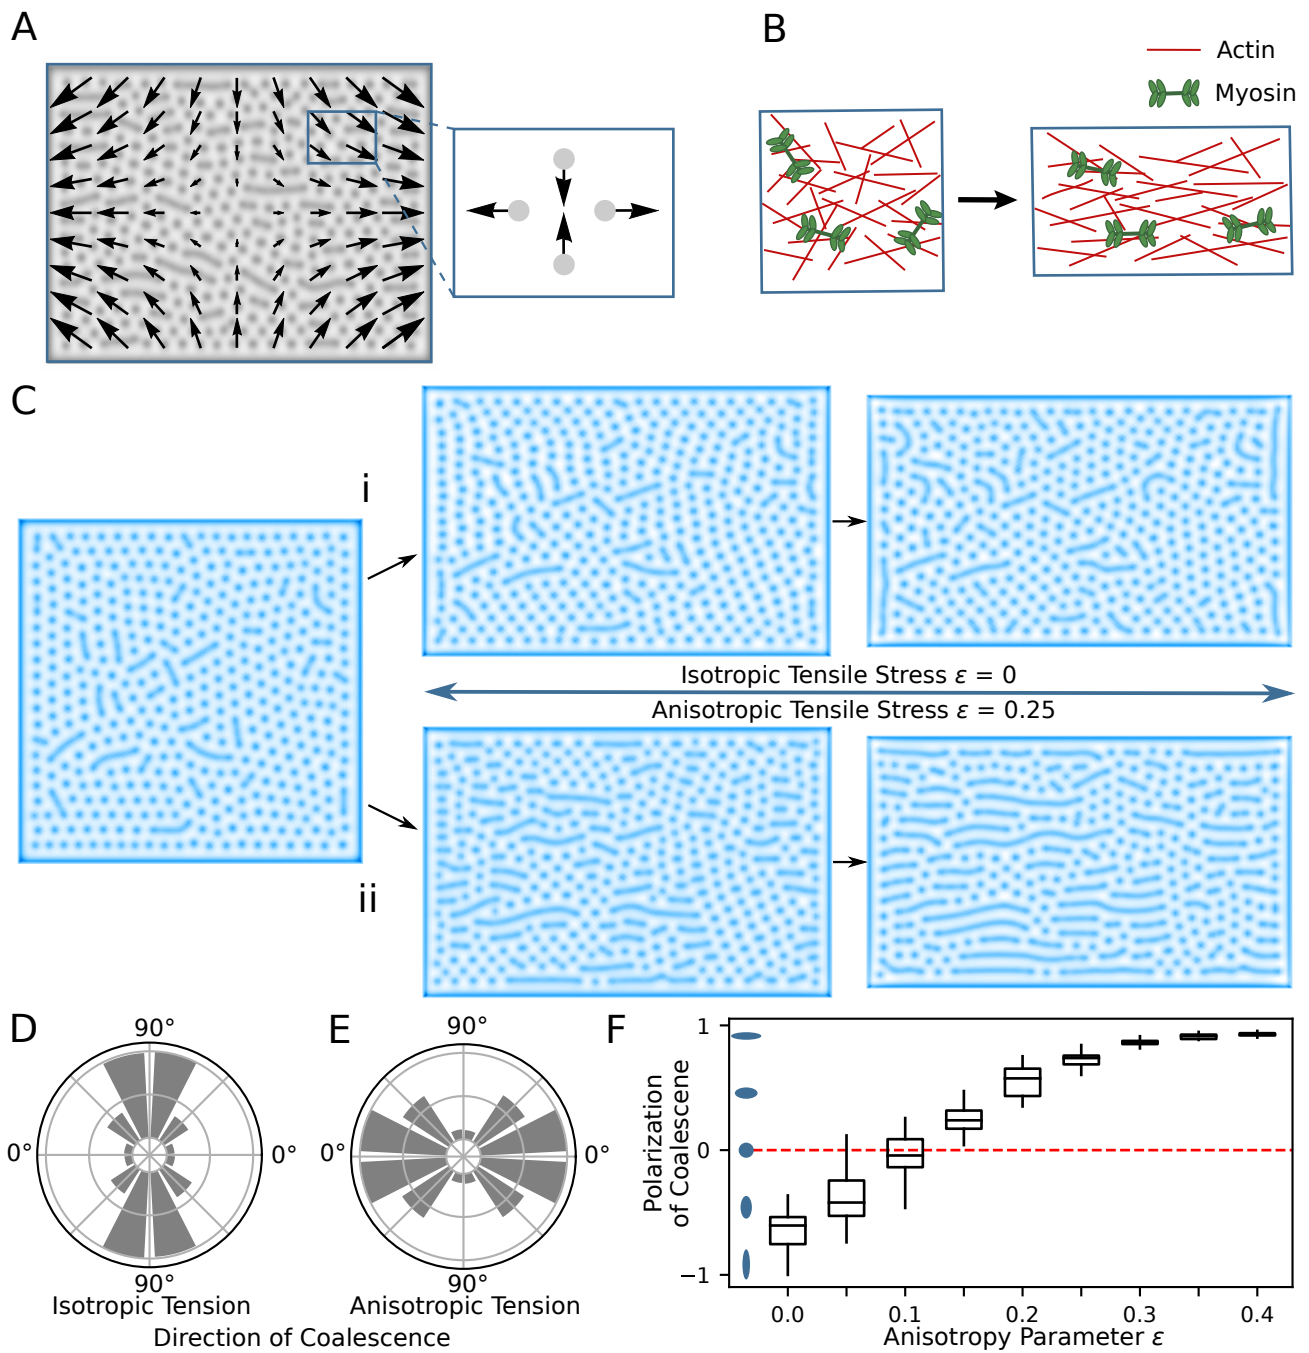 A
B
Actin
Myosin
C
i
Isotropic Tensile Stress ε = 0
Anisotropic Tensile Stress ε = 0.25
ii
D
90°
0°
0°
90°
Isotropic Tension
E
90°
0°
0°
90°
Anisotropic Tension
Direction of Coalescence
F
Polarization
of Coalescene
1
0
−1
0.0
0.1
0.2
0.3
0.4
Anisotropy Parameter ε